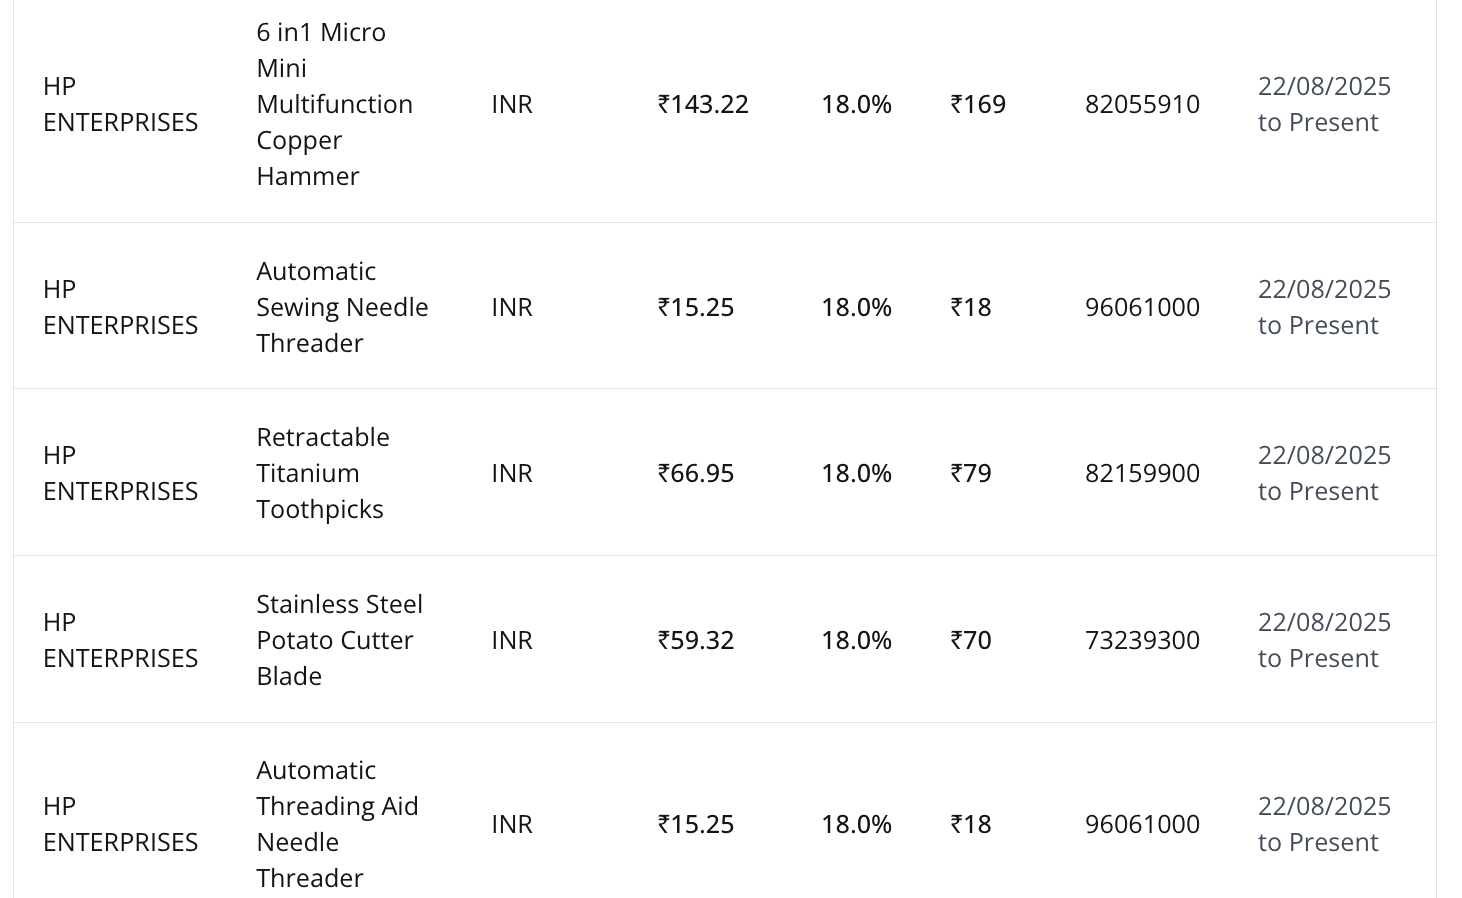 HP ENTERPRISES 6 in1 Micro Mini Multifunction Copper Hammer INR ₹143.22 18.0% ₹169 82055910 22/08/2025 to Present
HP ENTERPRISES Automatic Sewing Needle Threader INR ₹15.25 18.0% ₹18 96061000 22/08/2025 to Present
HP ENTERPRISES Retractable Titanium Toothpicks INR ₹66.95 18.0% ₹79 82159900 22/08/2025 to Present
HP ENTERPRISES Stainless Steel Potato Cutter Blade INR ₹59.32 18.0% ₹70 73239300 22/08/2025 to Present
HP ENTERPRISES Automatic Threading Aid Needle Threader INR ₹15.25 18.0% ₹18 96061000 22/08/2025 to Present